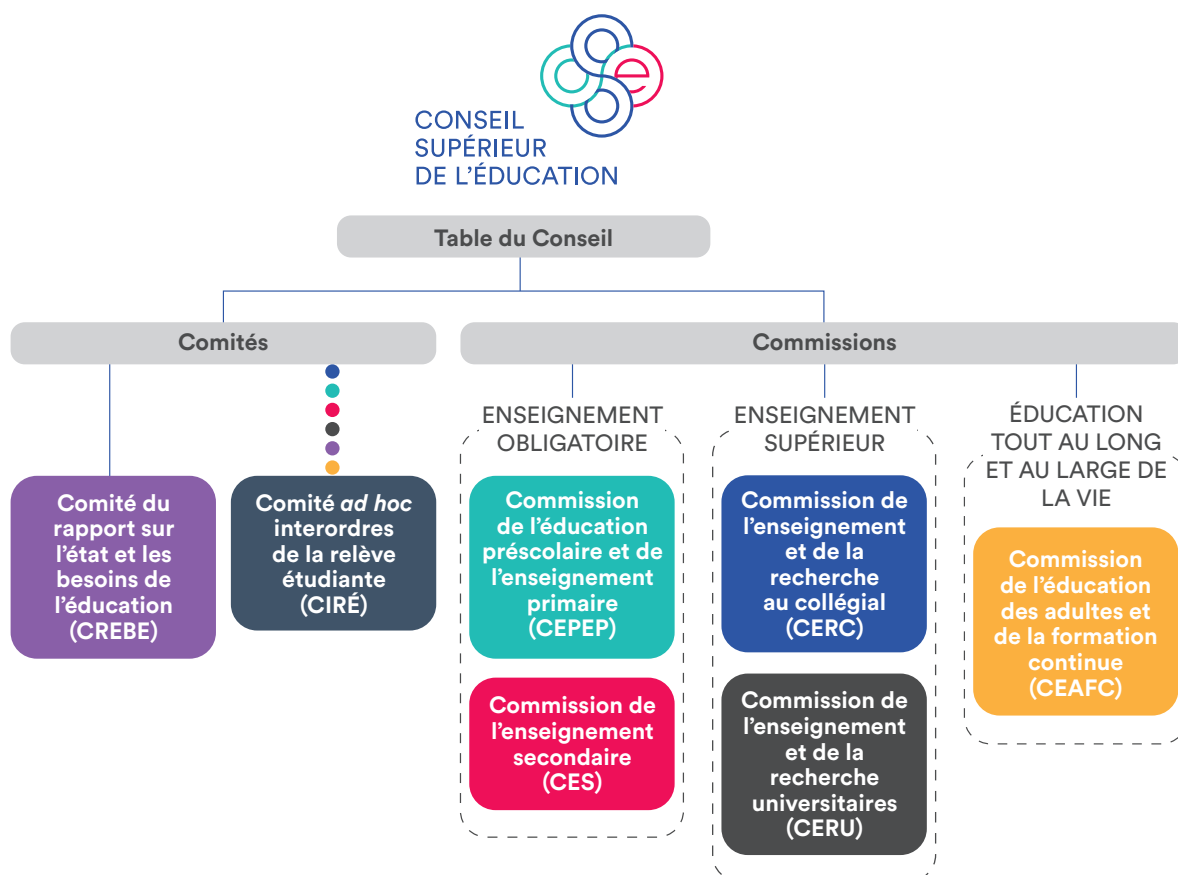 CONSEIL
SUPÉRIEUR
DE L'ÉDUCATION
Table du Conseil
Comités
Commissions
Comité du
rapport sur
l'état et les
besoins de
l'éducation
(CREBE)
Comité ad hoc
interordres
de la relève
étudiante
(CIRÉ)
ENSEIGNEMENT
OBLIGATOIRE
Commission
de l'éducation
préscolaire et de
l'enseignement
primaire
(CEPEP)
Commission de
l'enseignement
secondaire
(CES)
ENSEIGNEMENT
SUPÉRIEUR
Commission de
l'enseignement
et de la
recherche
au collégial
(CERC)
Commission de
l'enseignement
et de la
recherche
universitaires
(CERU)
ÉDUCATION
TOUT AU LONG
ET AU LARGE DE
LA VIE
Commission
de l'éducation
des adultes et
de la formation
continue
(CEAFC)